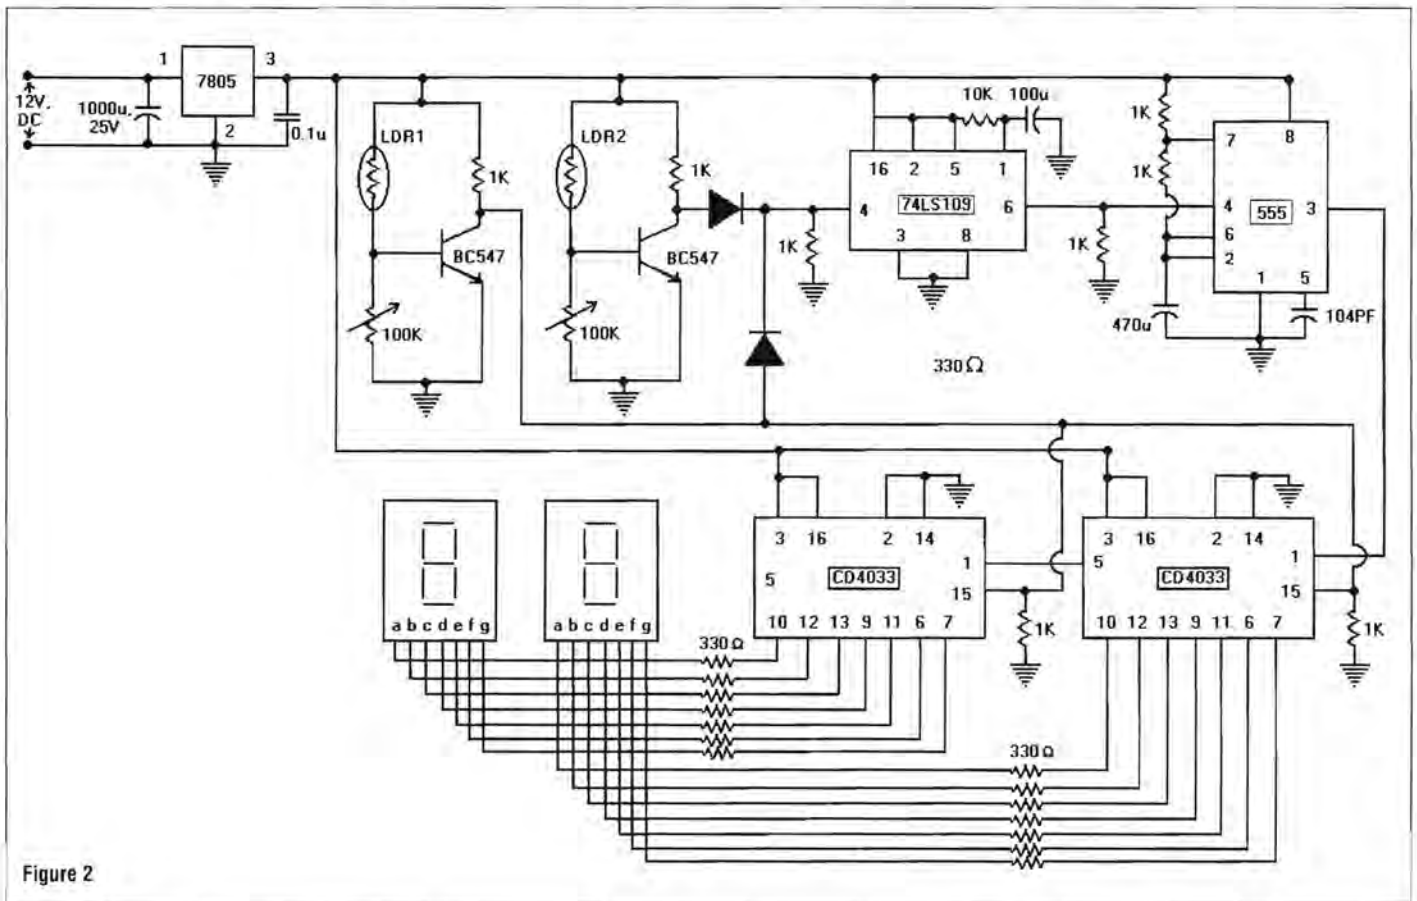 1
7805
3
2
12V.
DC
1000u,
25V
0.1u
LDR1
1K
BC547
100K
LDR2
1K
BC547
100K
10K 100u
16 2 5 1
4 74LS109 6
3 8
1K
1K
1K
1K
7 8
4 555 3
6
2
1 5
470u
104PF
330Ω
3 16 2 14
1
5 CD4033
15
10 12 13 9 11 6 7
1K
3 16 2 14
1
5 CD4033
15
10 12 13 9 11 6 7
1K
a b c d e f g
a b c d e f g
330Ω
330Ω
Figure 2